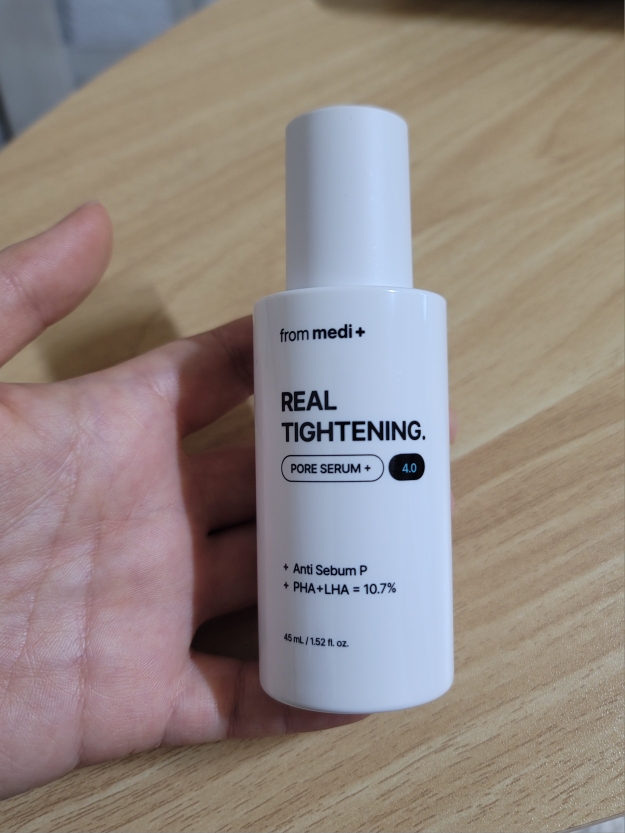 from medi+
REAL
TIGHTENING.
PORE SERUM + 4.0
+ Anti Sebum P
+ PHA+LHA = 10.7%
45 mL / 1.52 fl. oz.